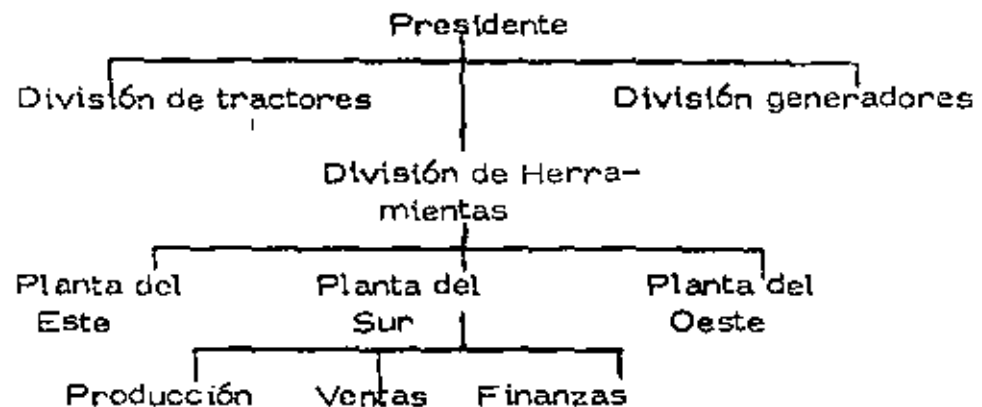 Presidente
División de tractores
División generadores
División de Herra-
mientas
Planta del
Este
Planta del
Sur
Planta del
Oeste
Producción
Ventas
Finanzas